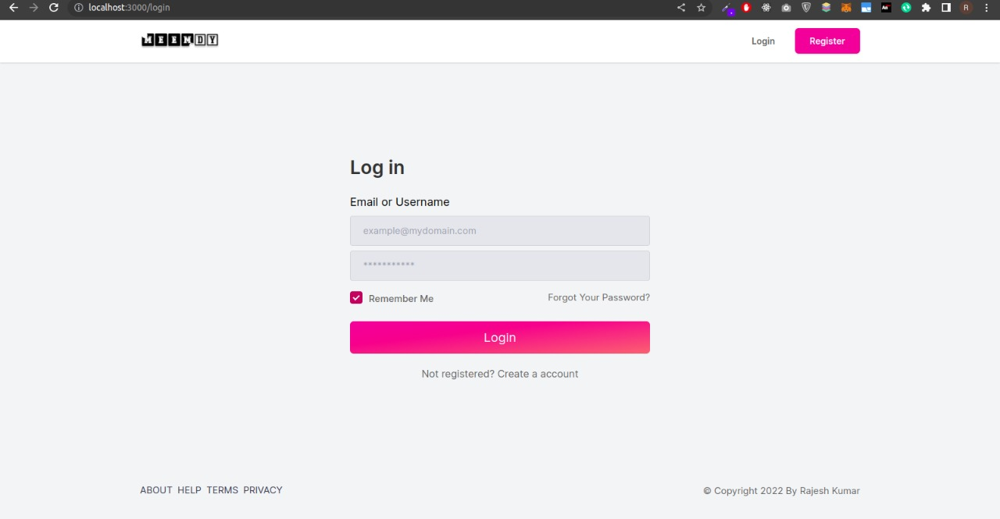 localhost:3000/login
R
MEEMDY
Login
Register
Log in
Email or Username
example@mydomain.com
***********
Remember Me
Forgot Your Password?
Login
Not registered? Create a account
ABOUT HELP TERMS PRIVACY
© Copyright 2022 By Rajesh Kumar